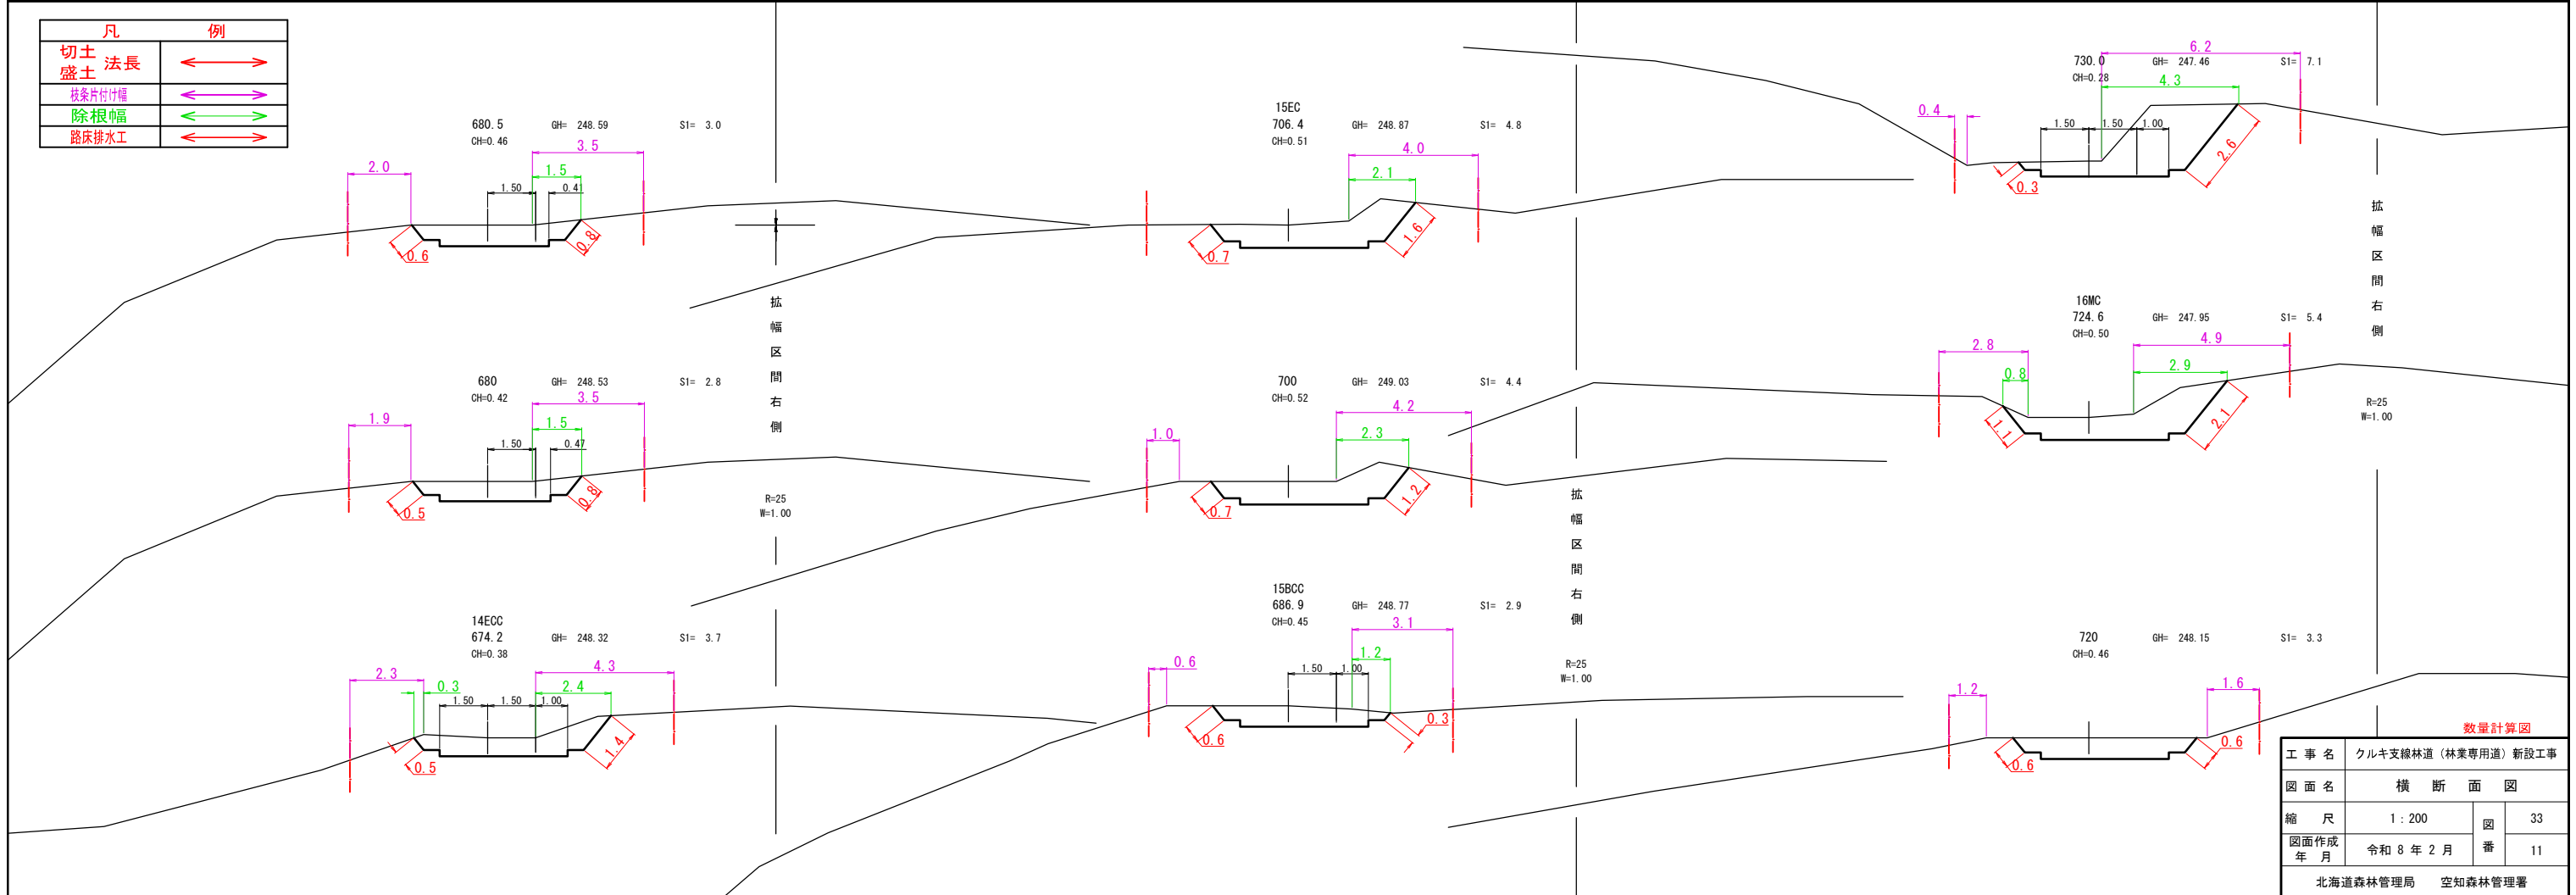 凡　例
切土
盛土 法長
枝条片付け幅
除根幅
路床排水工
680.5 GH= 248.59 S1= 3.0
CH=0.46
3.5
2.0
1.5
1.50 0.41
0.6
0.8
680 GH= 248.53 S1= 2.8
CH=0.42
3.5
1.9
1.5
1.50 0.47
0.5
0.8
14ECC
674.2 GH= 248.32 S1= 3.7
CH=0.38
4.3
2.3
0.3
2.4
1.50 1.50 1.00
0.5
1.4
拡幅区間右側
R=25
W=1.00
15EC
706.4 GH= 248.87 S1= 4.8
CH=0.51
4.0
2.1
0.7
1.6
700 GH= 249.03 S1= 4.4
CH=0.52
4.2
1.0
2.3
0.7
1.2
15BCC
686.9 GH= 248.77 S1= 2.9
CH=0.45
3.1
0.6
1.2
1.50 1.00
0.6
0.3
拡幅区間右側
R=25
W=1.00
6.2
730.0 GH= 247.46 S1= 7.1
CH=0.28
4.3
0.4
1.50 1.50 1.00
0.3
2.6
16MC
724.6 GH= 247.95 S1= 5.4
CH=0.50
4.9
2.8
0.8
2.9
1.1
2.1
720 GH= 248.15 S1= 3.3
CH=0.46
1.2
1.6
0.6
0.6
拡幅区間右側
R=25
W=1.00
数量計算図
工事名 クルキ支線林道（林業専用道）新設工事
図面名 横断面図
縮尺 1：200 図番 33
図面作成年月 令和8年2月 11
北海道森林管理局　空知森林管理署